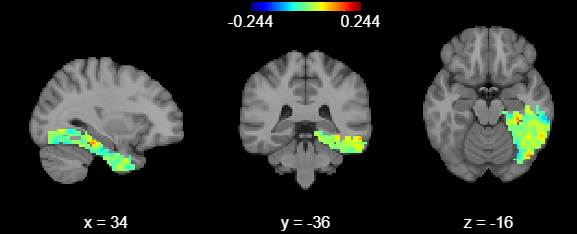 -0.244 0.244
x = 34 y = -36 z = -16